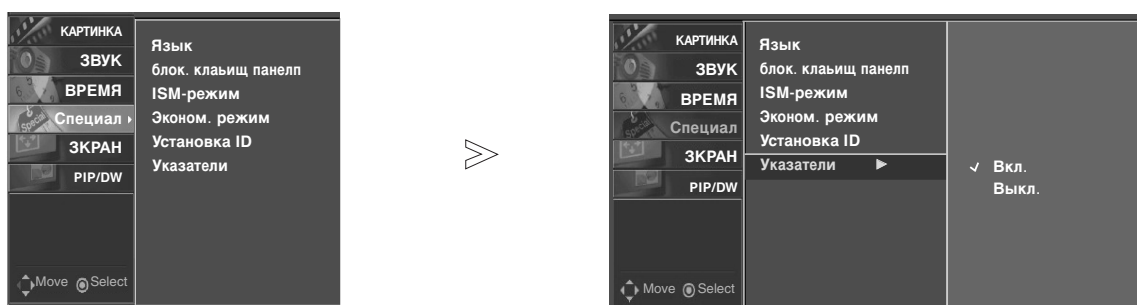 КАРТИНКА
ЗВУК
ВРЕМЯ
Специал
ЗКРАН
PIP/DW
Move Select
Язык
блок. клаьищ панелп
ISM-режим
Эконом. режим
Установка ID
Указатели
КАРТИНКА
ЗВУК
ВРЕМЯ
Специал
ЗКРАН
PIP/DW
Move Select
Язык
блок. клаьищ панелп
ISM-режим
Эконом. режим
Установка ID
Указатели
Вкл.
Выкл.